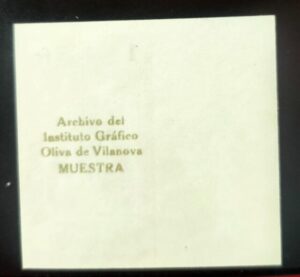 Archivo del
Instituto Gráfico
Oliva de Vilanova
MUESTRA